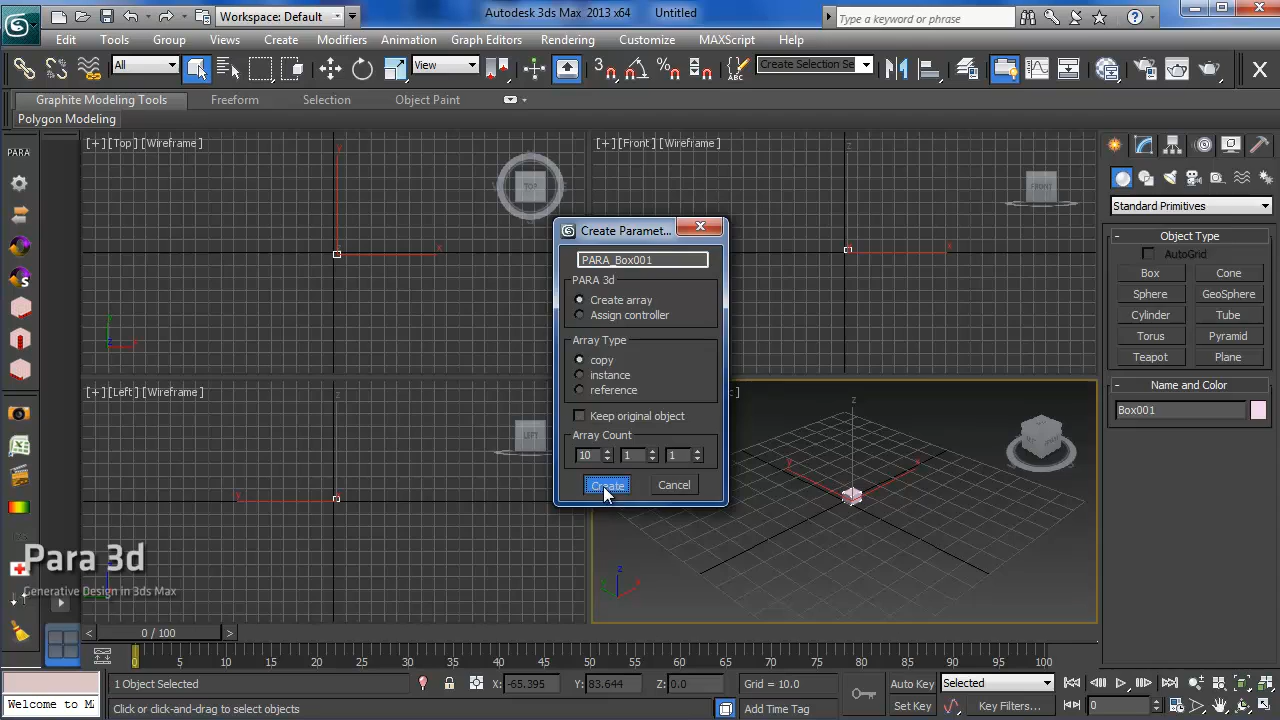 Workspace: Default
Autodesk 3ds Max 2013 x64
Untitled
Type a keyword or phrase
Edit
Tools
Group
Views
Create
Modifiers
Animation
Graph Editors
Rendering
Customize
MAXScript
Help
All
View
Create Selection Se
Graphite Modeling Tools
Freeform
Selection
Object Paint
Polygon Modeling
PARA
[+] [Top] [Wireframe]
TOP
[+] [Front] [Wireframe]
FRONT
Create Paramet...
PARA_Box001
PARA 3d
Create array
Assign controller
Array Type
copy
instance
reference
Keep original object
Array Count
10
1
1
Create
Cancel
[+] [Left] [Wireframe]
LEFT
Standard Primitives
Object Type
AutoGrid
Box
Cone
Sphere
GeoSphere
Cylinder
Tube
Torus
Pyramid
Teapot
Plane
Name and Color
Box001
Para 3d
Generative Design in 3ds Max
0 / 100
0 5 10 15 20 25 30 35 40 45 50 55 60 65 70 75 80 85 90 95 100
1 Object Selected
X: -65.395
Y: 83.644
Z: 0.0
Grid = 10.0
Auto Key
Selected
Welcome to M
Click or click-and-drag to select objects
Add Time Tag
Set Key
Key Filters...
0